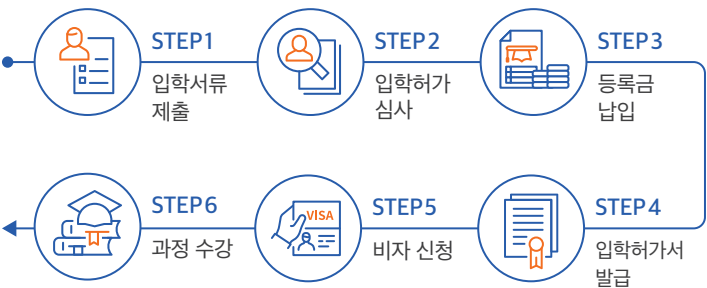 STEP1
입학서류
제출
STEP2
입학허가
심사
STEP3
등록금
납입
STEP4
입학허가서
발급
STEP5
비자 신청
VISA
STEP6
과정 수강